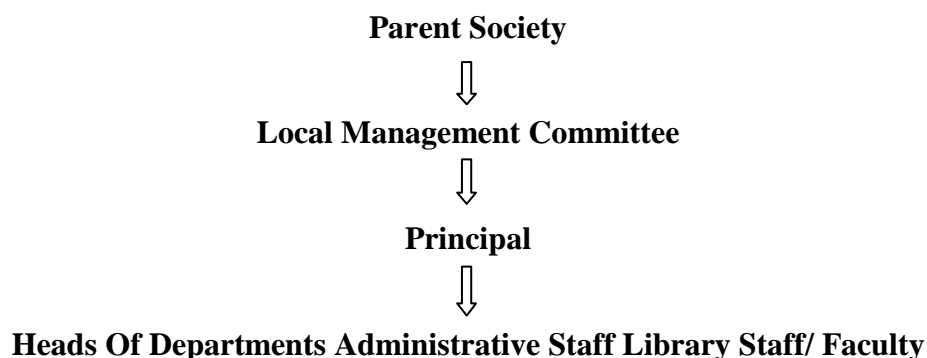 Parent Society
Local Management Committee
Principal
Heads Of Departments Administrative Staff Library Staff/ Faculty